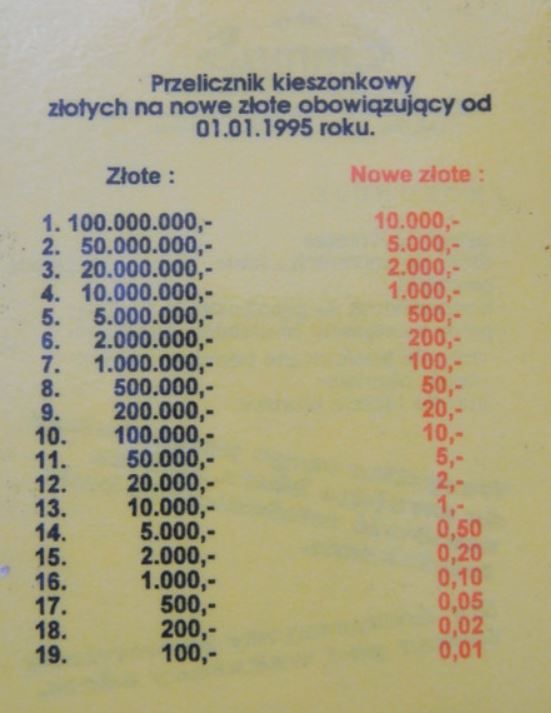 Przelicznik kieszonkowy
złotych na nowe złote obowiązujący od
01.01.1995 roku.
Złote : Nowe złote :
1. 100.000.000,- 10.000,-
2. 50.000.000,- 5.000,-
3. 20.000.000,- 2.000,-
4. 10.000.000,- 1.000,-
5. 5.000.000,- 500,-
6. 2.000.000,- 200,-
7. 1.000.000,- 100,-
8. 500.000,- 50,-
9. 200.000,- 20,-
10. 100.000,- 10,-
11. 50.000,- 5,-
12. 20.000,- 2,-
13. 10.000,- 1,-
14. 5.000,- 0,50
15. 2.000,- 0,20
16. 1.000,- 0,10
17. 500,- 0,05
18. 200,- 0,02
19. 100,- 0,01